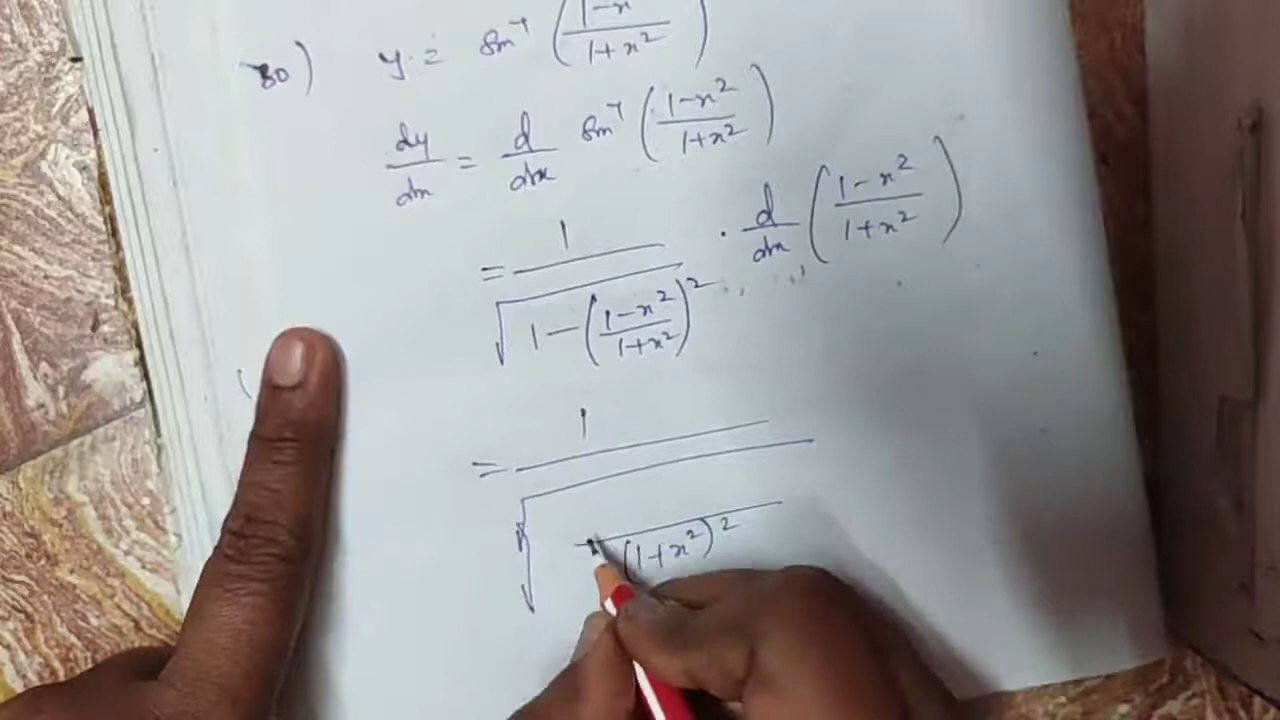 30) y = sin⁻¹ (1-x / 1+x²)
dy/dx = d/dx sin⁻¹ (1-x² / 1+x²)
= 1 / √(1-(1-x² / 1+x²)²) · d/dx (1-x² / 1+x²)
= 1 / √( / (1+x²)²)